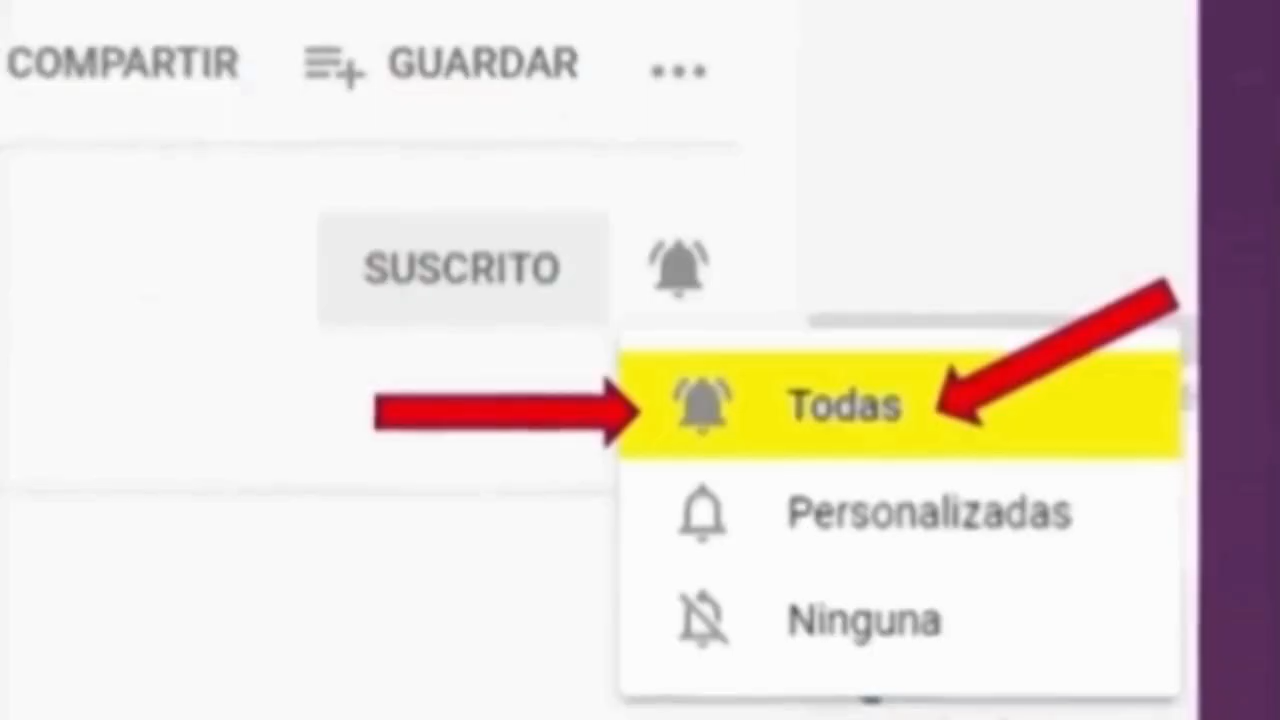 COMPARTIR GUARDAR
SUSCRITO
Todas
Personalizadas
Ninguna